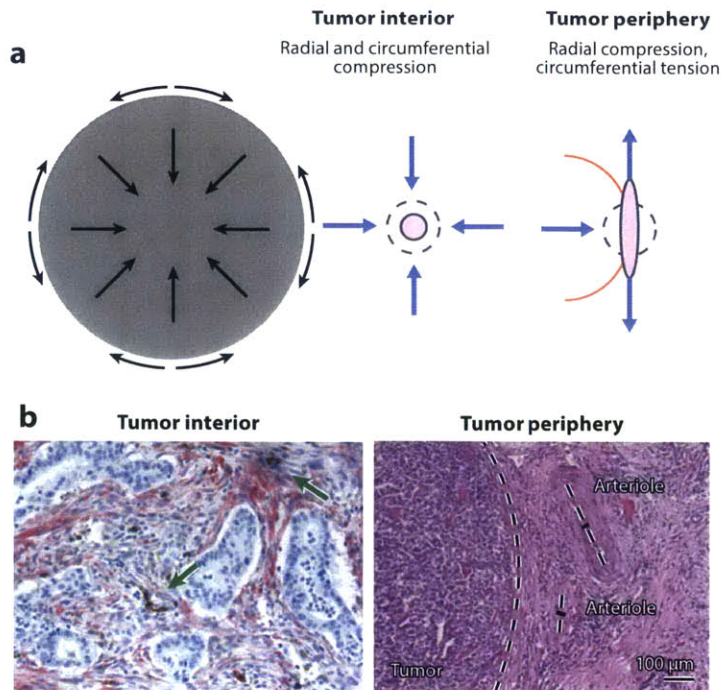 Tumor interior
Radial and circumferential
compression
Tumor periphery
Radial compression,
circumferential tension
a
b
Tumor interior
Tumor periphery
Arteriole
Arteriole
Tumor
100 µm